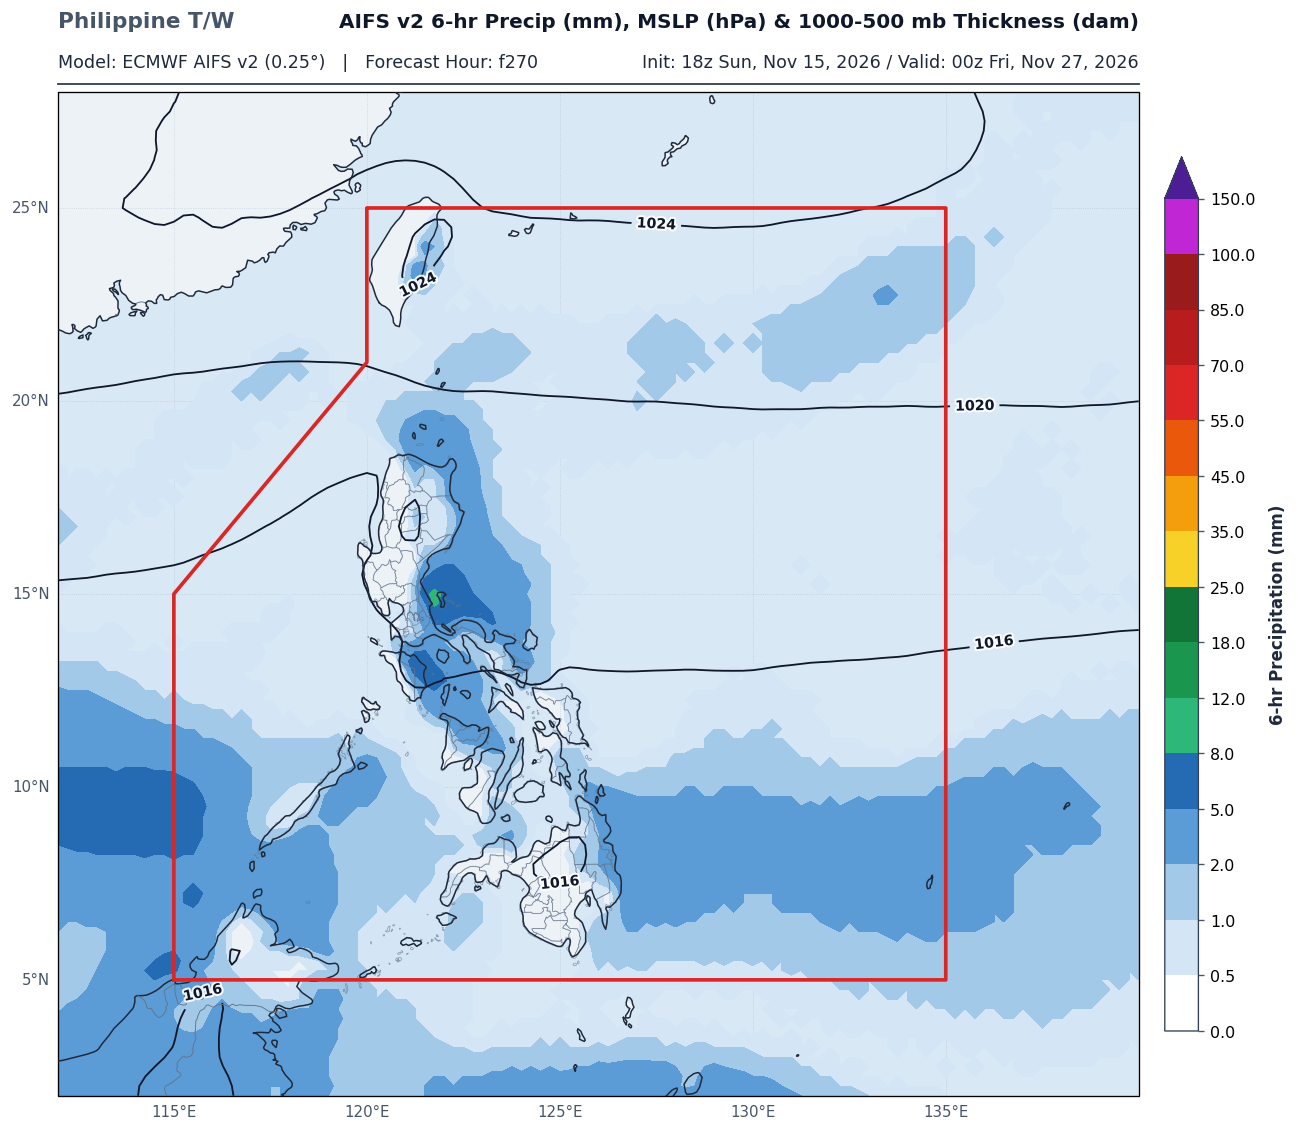 Philippine T/W
AIFS v2 6-hr Precip (mm), MSLP (hPa) & 1000-500 mb Thickness (dam)
Model: ECMWF AIFS v2 (0.25°) | Forecast Hour: f270
Init: 18z Sun, Nov 15, 2026 / Valid: 00z Fri, Nov 27, 2026
25°N
20°N
15°N
10°N
5°N
115°E
120°E
125°E
130°E
135°E
1024
1024
1020
1016
1016
1016
150.0
100.0
85.0
70.0
55.0
45.0
35.0
25.0
18.0
12.0
8.0
5.0
2.0
1.0
0.5
0.0
6-hr Precipitation (mm)